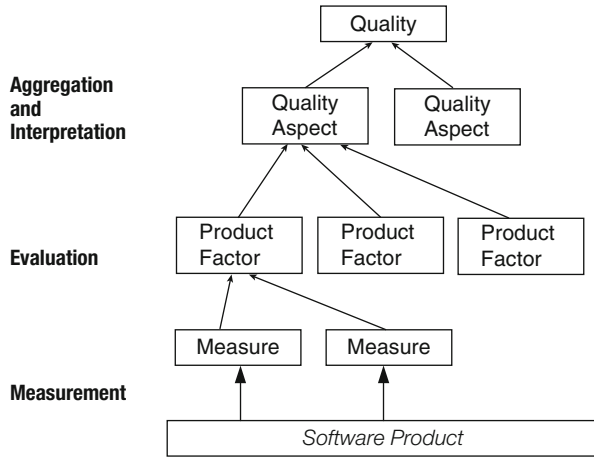 Quality
Aggregation
and
Interpretation
Quality
Aspect
Quality
Aspect
Evaluation
Product
Factor
Product
Factor
Product
Factor
Measure
Measure
Measurement
Software Product